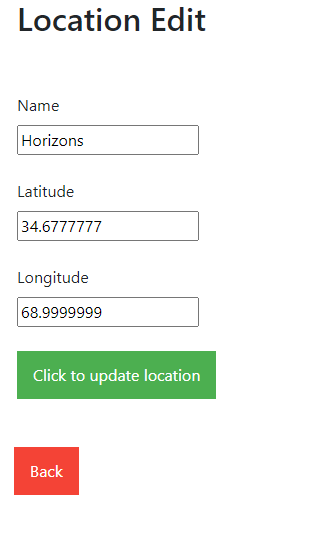 Location Edit
Name
Horizons
Latitude
34.6777777
Longitude
68.9999999
Click to update location
Back